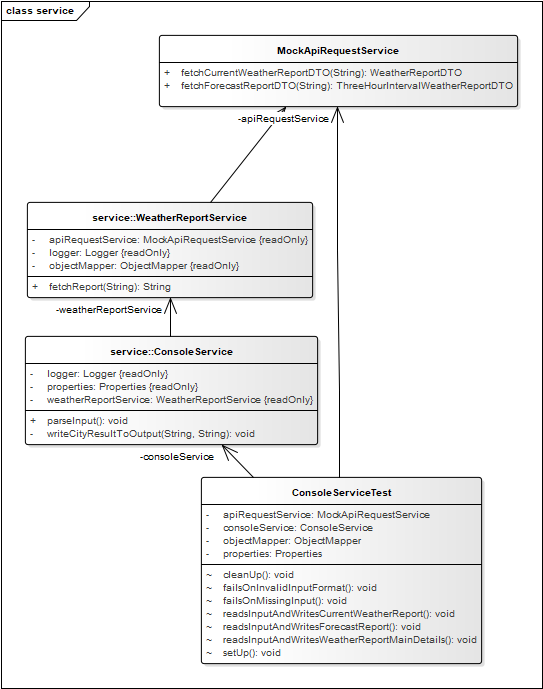 class service
MockApiRequestService
+ fetchCurrentWeatherReportDTO(String): WeatherReportDTO
+ fetchForecastReportDTO(String): ThreeHourIntervalWeatherReportDTO
-apiRequestService
service::WeatherReportService
- apiRequestService: MockApiRequestService {readOnly}
- logger: Logger {readOnly}
- objectMapper: ObjectMapper {readOnly}
+ fetchReport(String): String
-weatherReportService
service::ConsoleService
- logger: Logger {readOnly}
- properties: Properties {readOnly}
- weatherReportService: WeatherReportService {readOnly}
+ parseInput(): void
- writeCityResultToOutput(String, String): void
-consoleService
ConsoleServiceTest
- apiRequestService: MockApiRequestService
- consoleService: ConsoleService
- objectMapper: ObjectMapper
- properties: Properties
~ cleanUp(): void
~ failsOnInvalidInputFormat(): void
~ failsOnMissingInput(): void
~ readsInputAndWritesCurrentWeatherReport(): void
~ readsInputAndWritesForecastReport(): void
~ readsInputAndWritesWeatherReportMainDetails(): void
~ setUp(): void